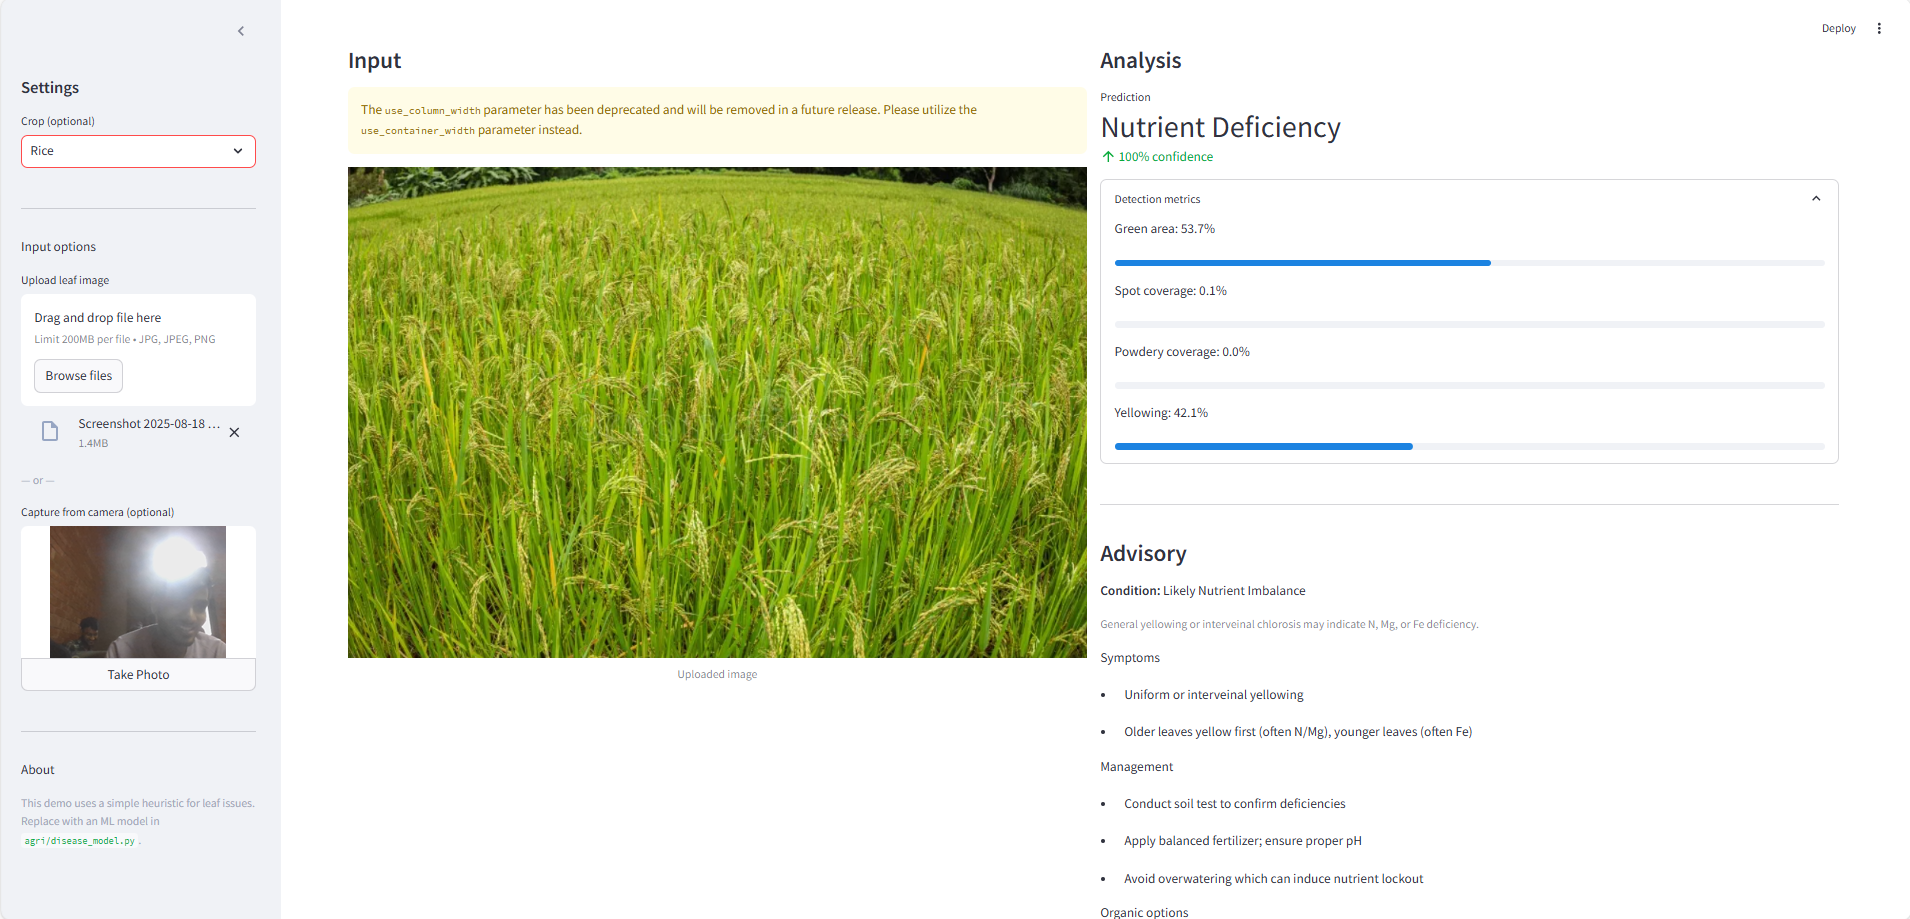 Settings
Crop (optional)
Rice
Input options
Upload leaf image
Drag and drop file here
Limit 200MB per file • JPG, JPEG, PNG
Browse files
Screenshot 2025-08-18 ...
1.4MB
— or —
Capture from camera (optional)
Take Photo
About
This demo uses a simple heuristic for leaf issues.
Replace with an ML model in
agri/disease_model.py .
Input
The use_column_width parameter has been deprecated and will be removed in a future release. Please utilize the
use_container_width parameter instead.
Uploaded image
Deploy
Analysis
Prediction
Nutrient Deficiency
↑ 100% confidence
Detection metrics
Green area: 53.7%
Spot coverage: 0.1%
Powdery coverage: 0.0%
Yellowing: 42.1%
Advisory
Condition: Likely Nutrient Imbalance
General yellowing or interveinal chlorosis may indicate N, Mg, or Fe deficiency.
Symptoms
• Uniform or interveinal yellowing
• Older leaves yellow first (often N/Mg), younger leaves (often Fe)
Management
• Conduct soil test to confirm deficiencies
• Apply balanced fertilizer; ensure proper pH
• Avoid overwatering which can induce nutrient lockout
Organic options